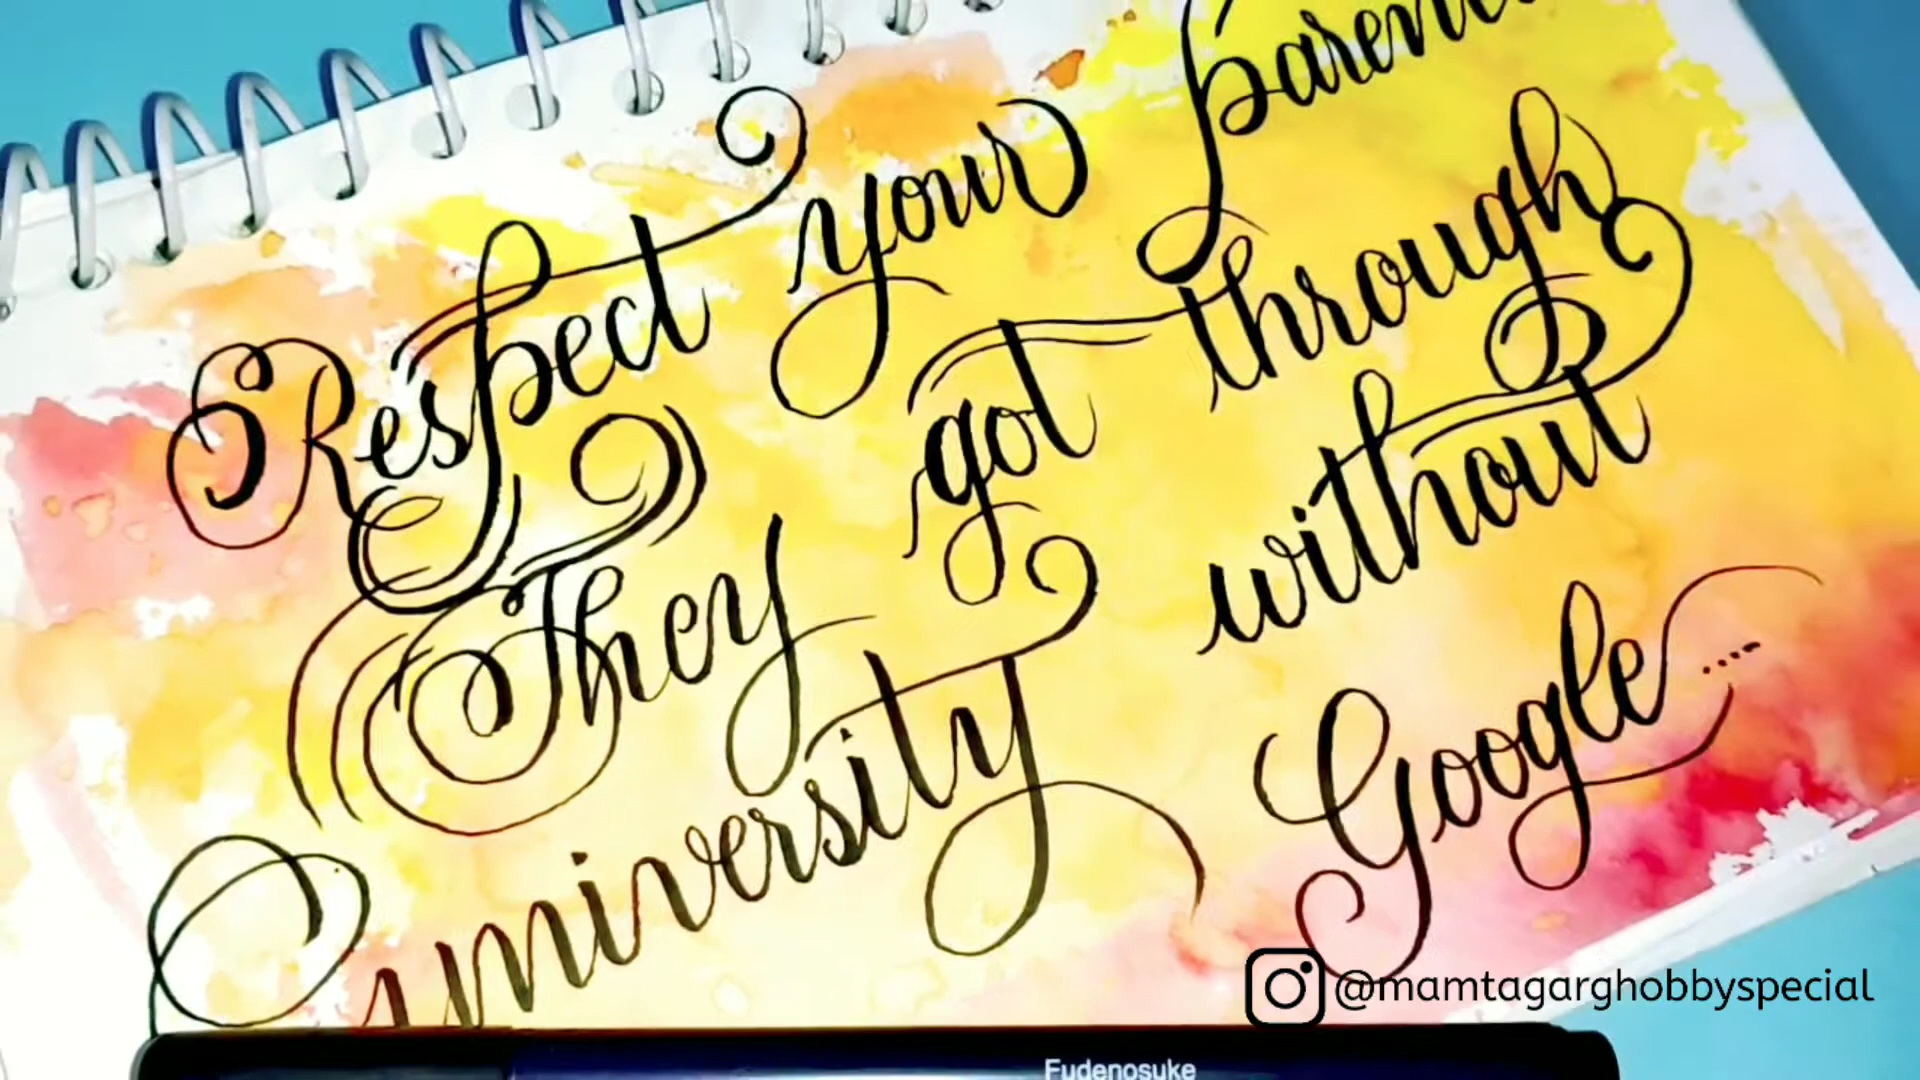 Respect your parents
They got through
university without
Google....
@mamtagarghobbyspecial
Fudenosuke